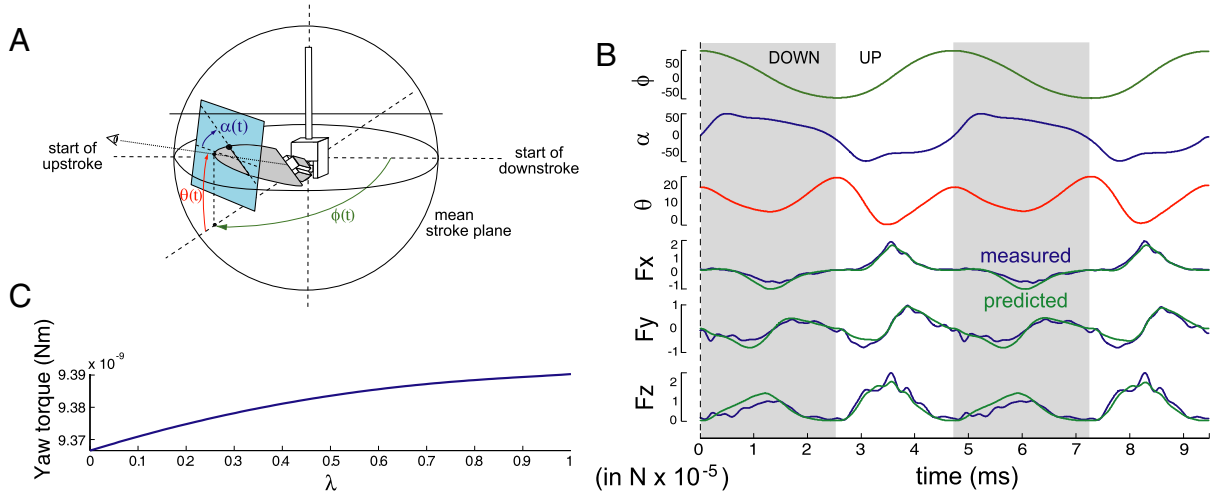 A
α(t)
start of
upstroke
start of
downstroke
θ(t)
ϕ(t)
mean
stroke plane
C
x 10⁻⁹
Yaw torque (Nm)
9.39
9.38
9.37
0 0.1 0.2 0.3 0.4 0.5 0.6 0.7 0.8 0.9 1
λ
B
DOWN UP
ϕ
50
0
-50
α
50
-50
θ
20
10
0
Fx
2
1
0
-1
measured
predicted
Fy
1
0
-1
Fz
2
1
0
0 1 2 3 4 5 6 7 8 9
(in N x 10⁻⁵) time (ms)